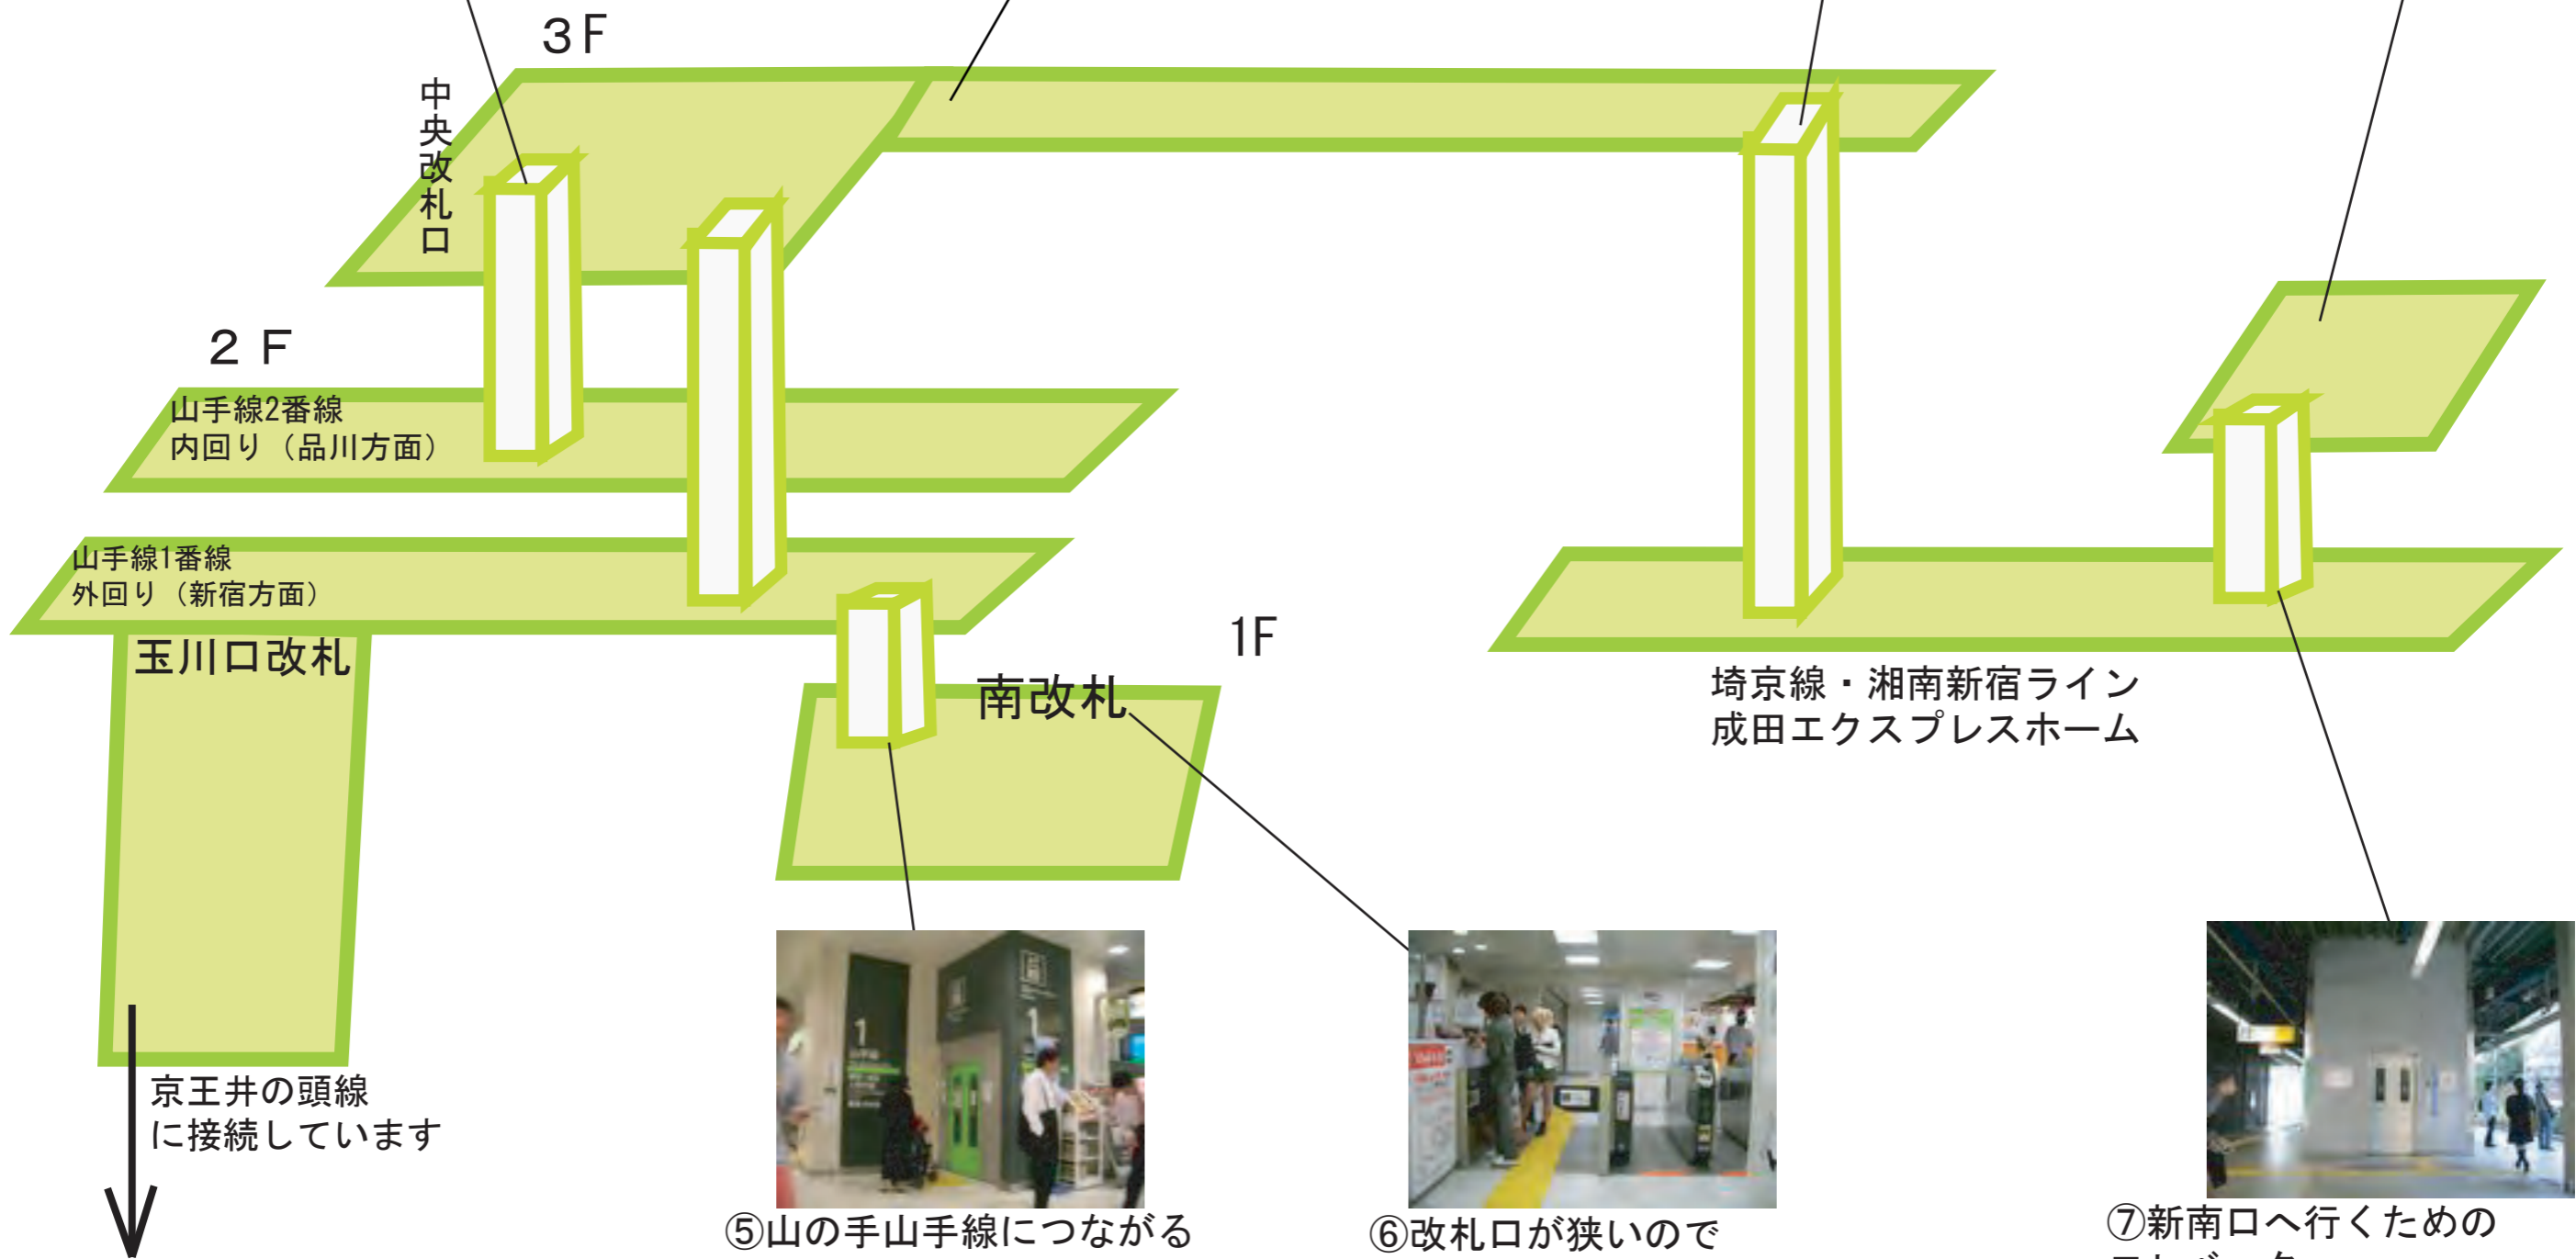 3F
中央改札口
2F
山手線2番線
内回り（品川方面）
山手線1番線
外回り（新宿方面）
玉川口改札
1F
南改札
埼京線・湘南新宿ライン
成田エクスプレスホーム
京王井の頭線
に接続しています
1
1
⑤山の手山手線につながる
⑥改札口が狭いので
⑦新南口へ行くための